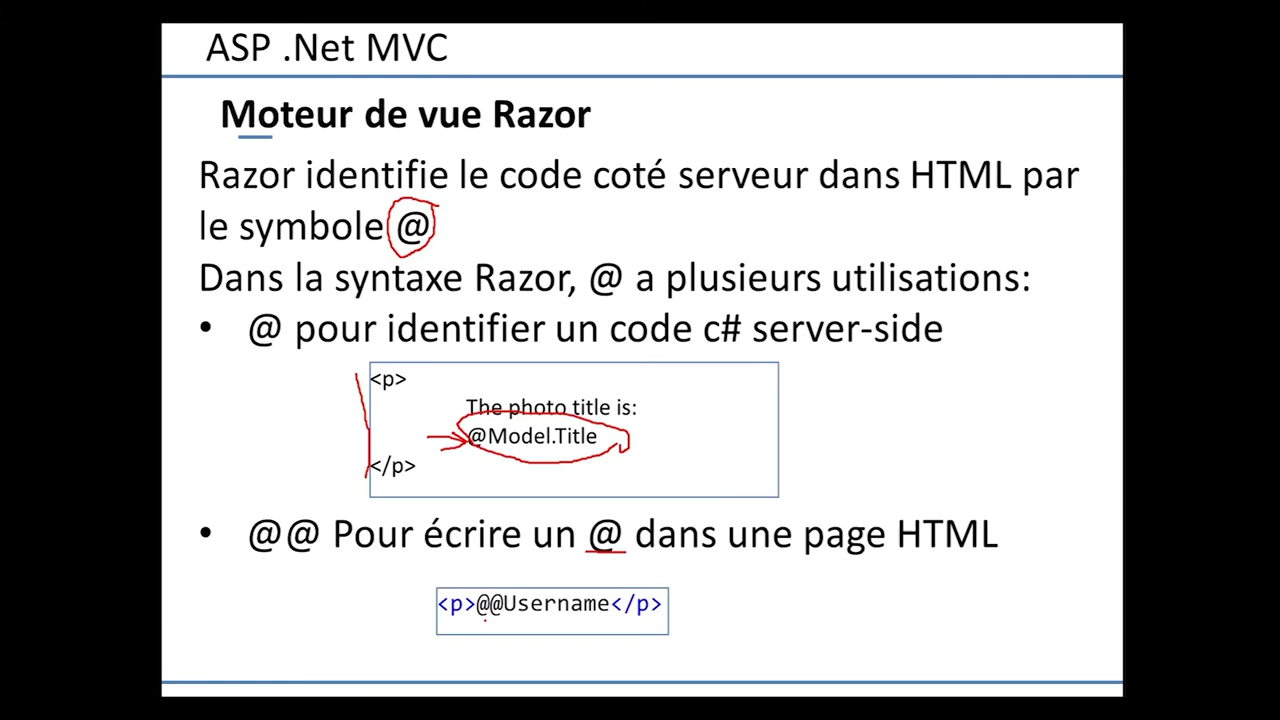 ASP .Net MVC
Moteur de vue Razor
Razor identifie le code coté serveur dans HTML par
le symbole @
Dans la syntaxe Razor, @ a plusieurs utilisations:
• @ pour identifier un code c# server-side
<p>
The photo title is:
@Model.Title
</p>
• @@ Pour écrire un @ dans une page HTML
<p>@@Username</p>